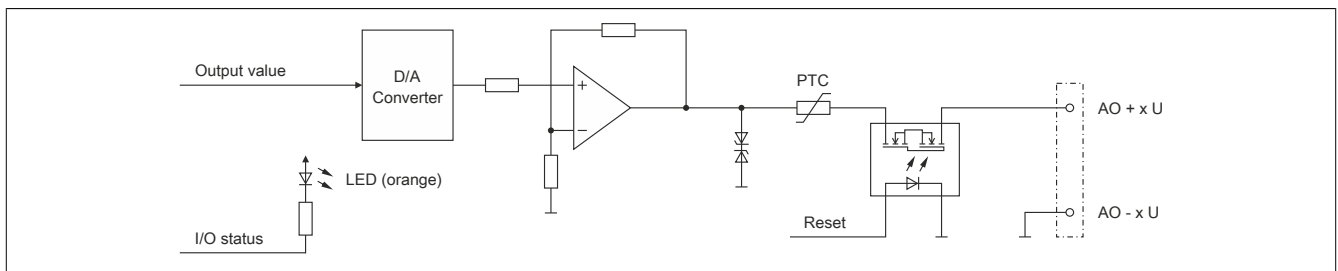 Output value
D/A
Converter
+
−
PTC
AO + x U
LED (orange)
AO - x U
Reset
I/O status